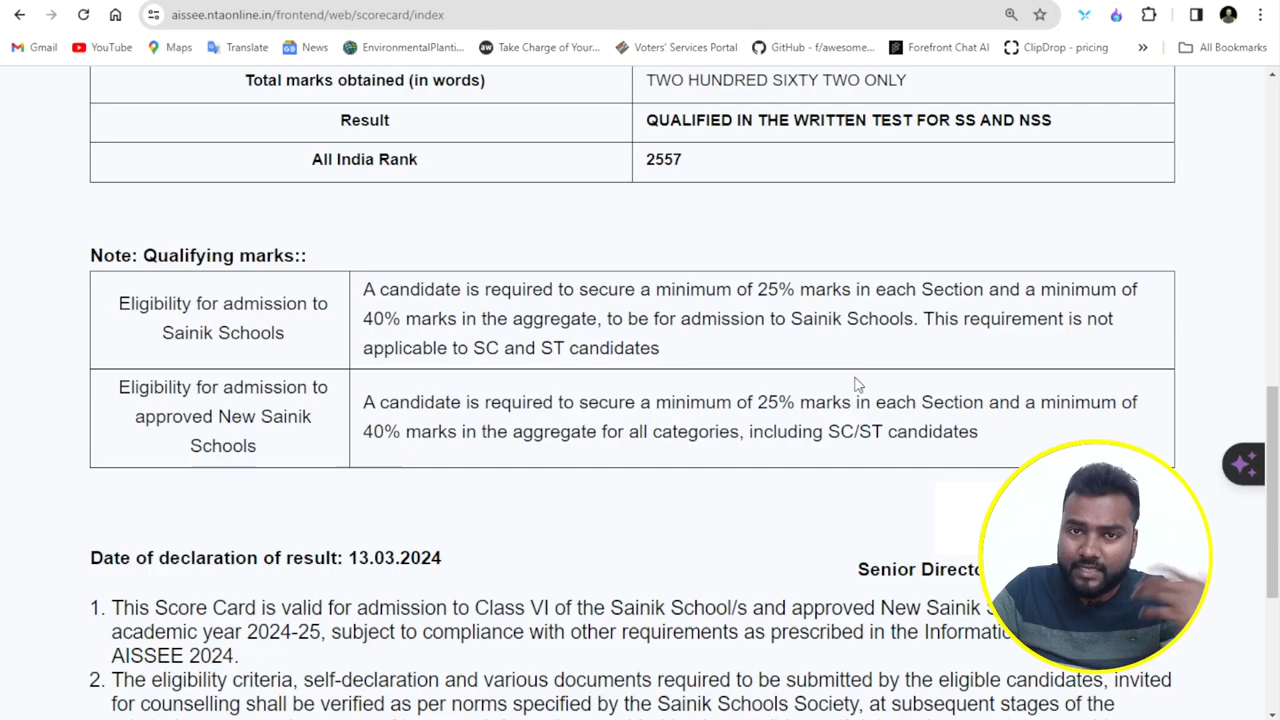 aissee.ntaonline.in/frontend/web/scorecard/index
Gmail YouTube Maps Translate News EnvironmentalPlanti... Take Charge of Your... Voters' Services Portal GitHub - f/awesome... Forefront Chat AI ClipDrop - pricing » All Bookmarks
Total marks obtained (in words) TWO HUNDRED SIXTY TWO ONLY
Result QUALIFIED IN THE WRITTEN TEST FOR SS AND NSS
All India Rank 2557
Note: Qualifying marks::
Eligibility for admission to
Sainik Schools
A candidate is required to secure a minimum of 25% marks in each Section and a minimum of
40% marks in the aggregate, to be for admission to Sainik Schools. This requirement is not
applicable to SC and ST candidates
Eligibility for admission to
approved New Sainik
Schools
A candidate is required to secure a minimum of 25% marks in each Section and a minimum of
40% marks in the aggregate for all categories, including SC/ST candidates
Date of declaration of result: 13.03.2024
Senior
1. This Score Card is valid for admission to Class VI of the Sainik School/s and approved New Sainik
academic year 2024-25, subject to compliance with other requirements as prescribed in the
AISSEE 2024.
2. The eligibility criteria, self-declaration and various documents required to be submitted by the eligible candidates, invited
for counselling shall be verified as per norms specified by the Sainik Schools Society, at subsequent stages of the